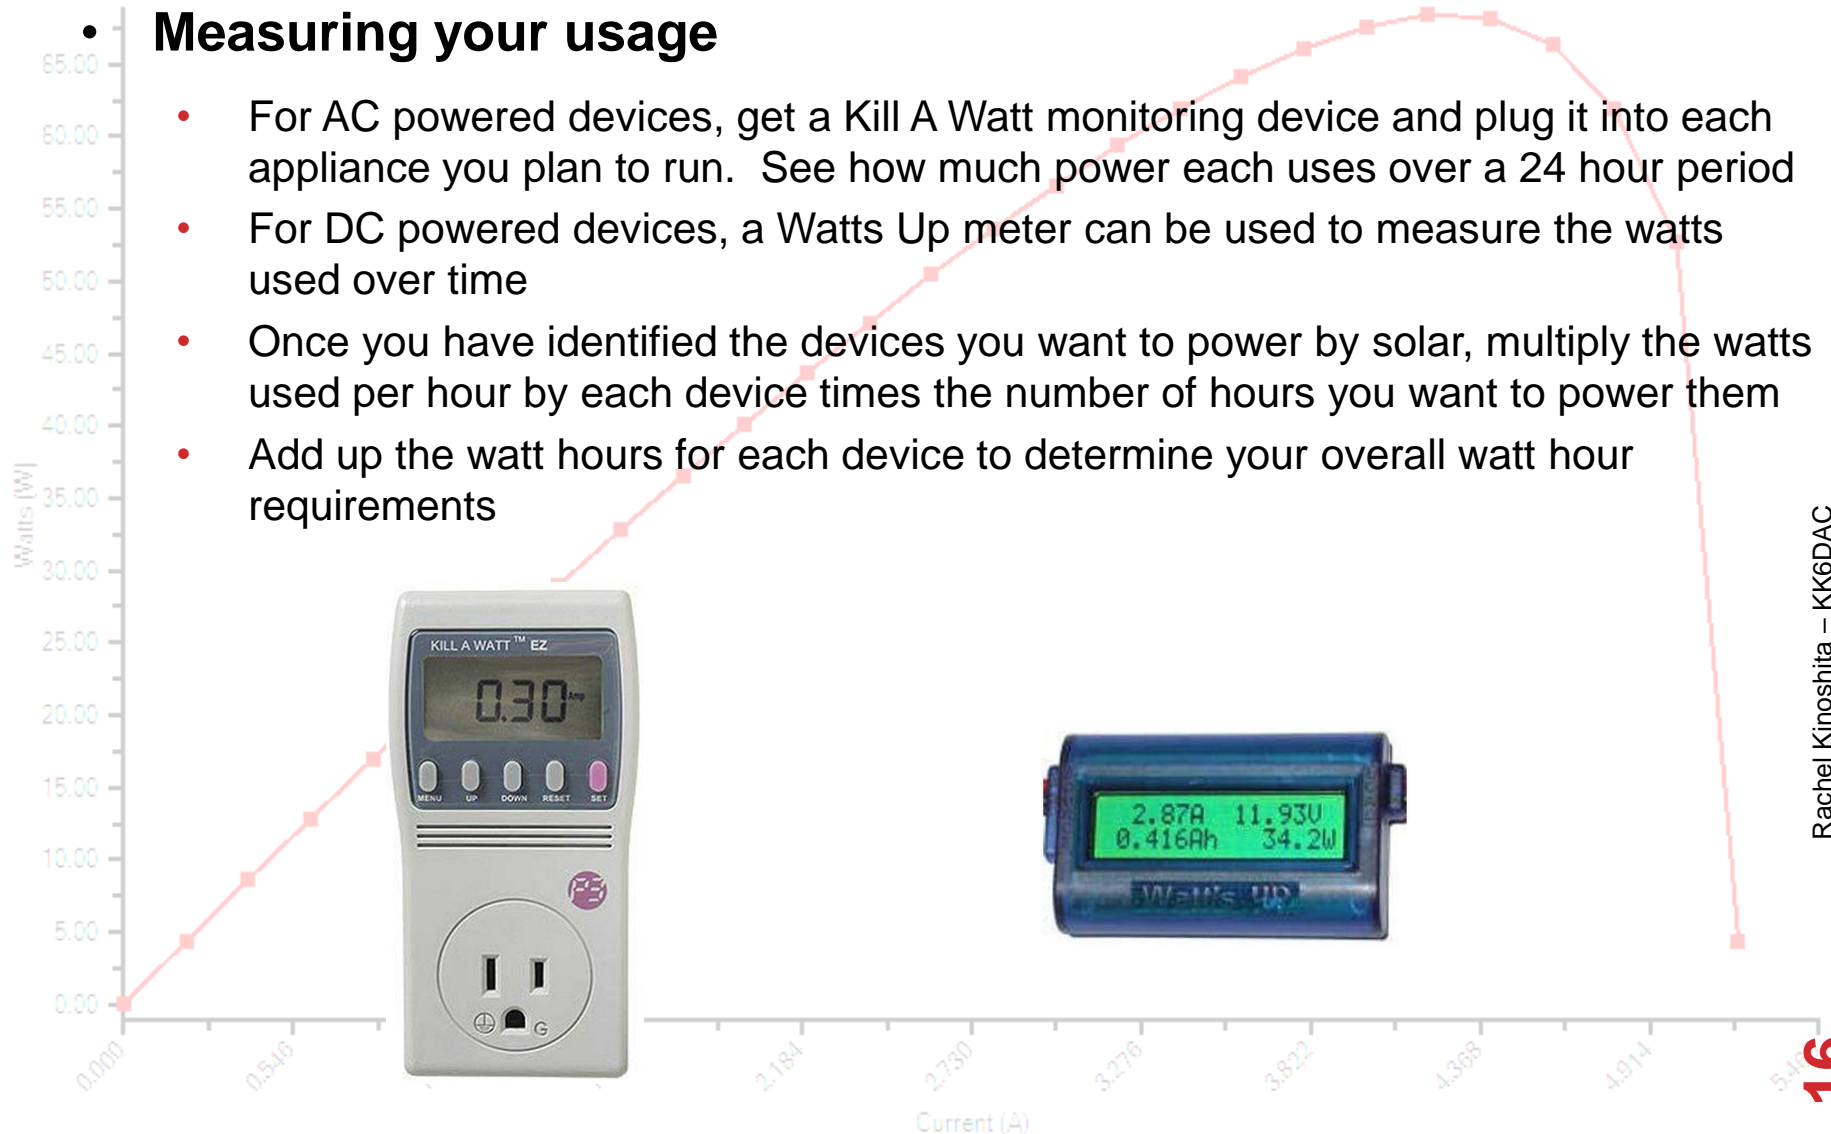 • Measuring your usage
• For AC powered devices, get a Kill A Watt monitoring device and plug it into each
appliance you plan to run. See how much power each uses over a 24 hour period
• For DC powered devices, a Watts Up meter can be used to measure the watts
used over time
• Once you have identified the devices you want to power by solar, multiply the watts
used per hour by each device times the number of hours you want to power them
• Add up the watt hours for each device to determine your overall watt hour
requirements
65.00
60.00
55.00
50.00
45.00
40.00
35.00
30.00
25.00
20.00
15.00
10.00
5.00
0.00
Watts (W)
0.000
0.546
2.184
2.730
3.276
3.822
4.368
4.914
Current (A)
KILL A WATT™ EZ
0.30 Amp
MENU UP DOWN RESET SET
P3
G
2.87A 11.93V
0.416Ah 34.2W
Watt's UP
Rachel Kinoshita – KK6DAC
16